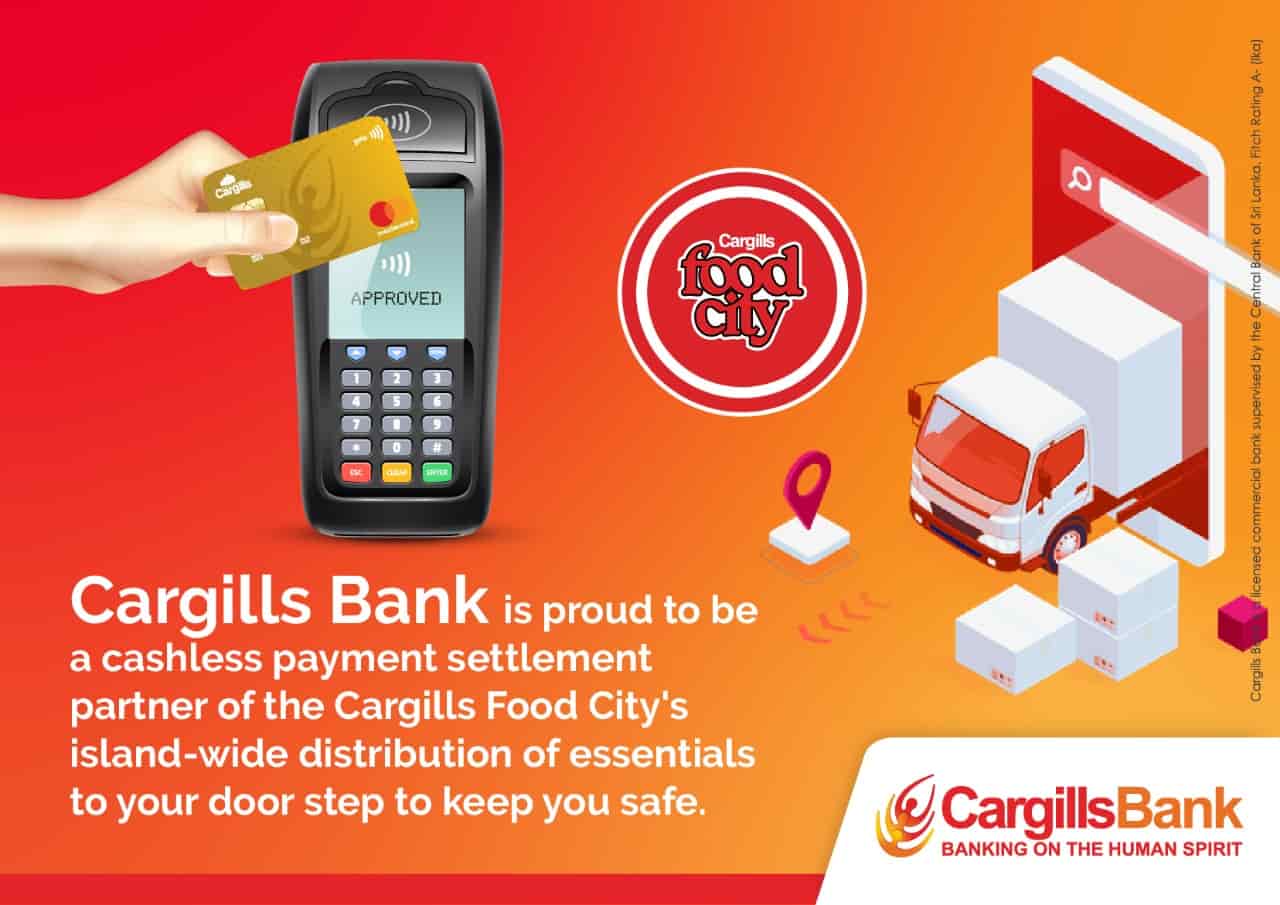 Cargills
APPROVED
1 2 3
4 5 6
7 8 9
* 0 #
ESC CLEAR ENTER
Cargills
food
city
Cargills Bank is proud to be
a cashless payment settlement
partner of the Cargills Food City's
island-wide distribution of essentials
to your door step to keep you safe.
CargillsBank
BANKING ON THE HUMAN SPIRIT
Cargills licensed commercial bank supervised by the Central Bank of Sri Lanka, Fitch Rating A- (lka)